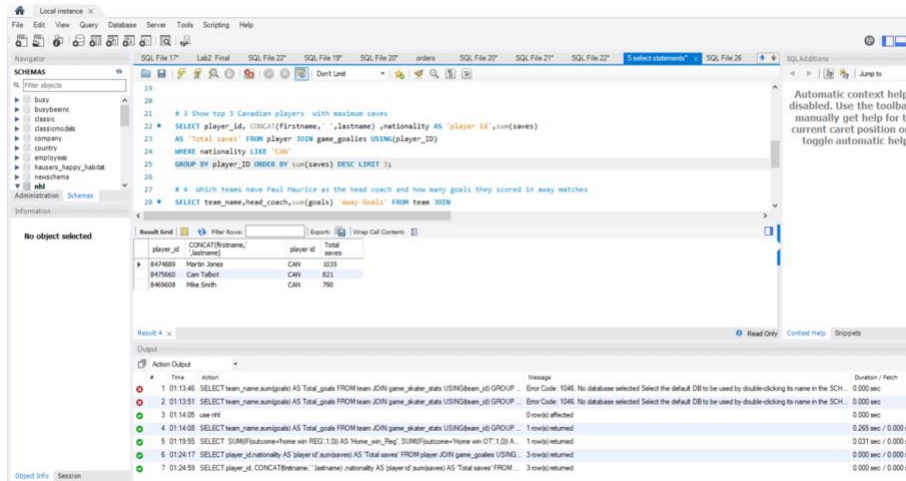 Local instance ×
File Edit View Query Database Server Tools Scripting Help
Navigator
SQL File 17* Lab2 Final SQL File 22* SQL File 19* SQL File 20* orders SQL File 20* SQL File 21* SQL File 22* 5 select statements* × SQL File 26
SQLAdditions
SCHEMAS
Filter objects
Don't Limit
Jump to
busy
busybeeinc
classic
classicmodels
company
country
employees
hausers_happy_habitat
newschema
nhl
Administration Schemas
Information
No object selected
19
20
21 # 3 Show top 3 Canadian players with maximum saves
22 SELECT player_id, CONCAT(firstname,' ',lastname) ,nationality AS 'player id',sum(saves)
23 AS 'Total saves' FROM player JOIN game_goalies USING(player_ID)
24 WHERE nationality LIKE 'CAN'
25 GROUP BY player_ID ORDER BY sum(saves) DESC LIMIT 3;
26
27 # 4 which teams have Paul Maurice as the head coach and how many goals they scored in away matches
28 SELECT team_name,head_coach,sum(goals) 'Away Goals' FROM team JOIN
Automatic context help
disabled. Use the toolba
manually get help for t
current caret position or
toggle automatic help
Result Grid Filter Rows: Export: Wrap Cell Content:
player_id CONCAT(firstname,' ',lastname) player id Total saves
8474889 Martin Jones CAN 1035
8475660 Cam Talbot CAN 821
8469608 Mike Smith CAN 790
Result 4 × Read Only Context Help Snippets
Output
Action Output
# Time Action Message Duration / Fetch
1 01:13:46 SELECT team_name,sum(goals) AS Total_goals FROM team JOIN game_skater_stats USING(team_id) GROUP ... Error Code: 1046. No database selected Select the default DB to be used by double-clicking its name in the SCH... 0.000 sec
2 01:13:51 SELECT team_name,sum(goals) AS Total_goals FROM team JOIN game_skater_stats USING(team_id) GROUP ... Error Code: 1046. No database selected Select the default DB to be used by double-clicking its name in the SCH... 0.000 sec
3 01:14:05 use nhl 0 row(s) affected 0.000 sec
4 01:14:08 SELECT team_name,sum(goals) AS Total_goals FROM team JOIN game_skater_stats USING(team_id) GROUP ... 1 row(s) returned 0.265 sec / 0.000
5 01:19:55 SELECT SUM(IF(outcome='home win REG',1,0)) AS 'Home_win_Reg', SUM(IF(outcome='Home win OT',1,0)) A... 1 row(s) returned 0.031 sec / 0.000
6 01:24:17 SELECT player_id,nationality AS 'player id',sum(saves) AS 'Total saves' FROM player JOIN game_goalies USING... 3 row(s) returned 0.000 sec / 0.000
7 01:24:59 SELECT player_id, CONCAT(firstname,' ',lastname) ,nationality AS 'player id',sum(saves) AS 'Total saves' FROM ... 3 row(s) returned 0.000 sec / 0.000
Object Info Session